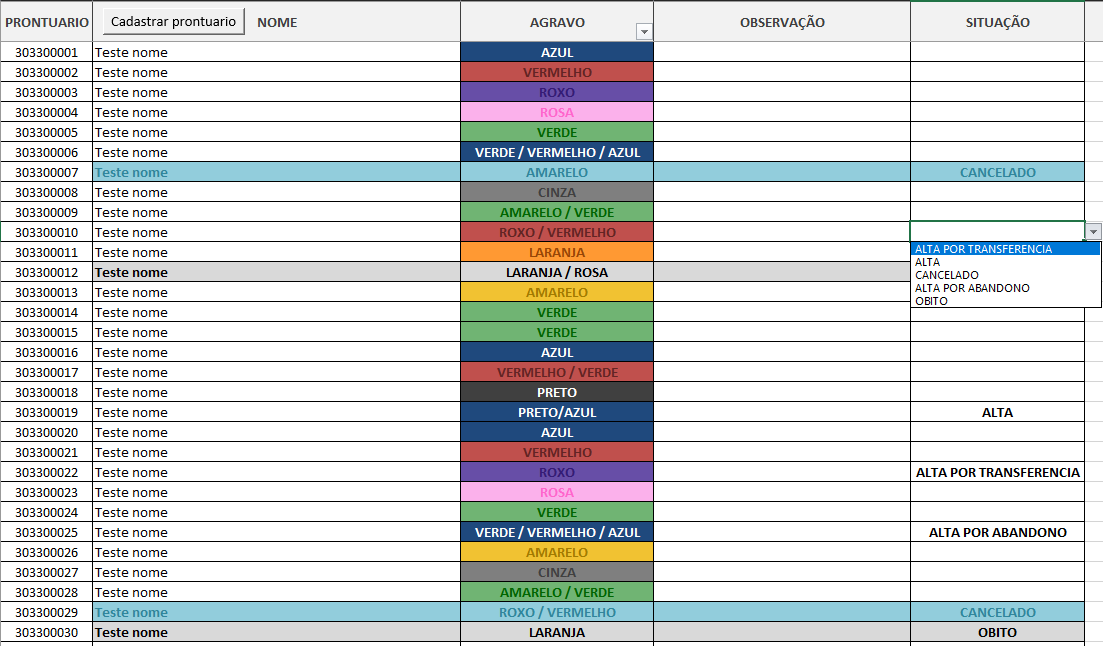 PRONTUARIO Cadastrar prontuario NOME AGRAVO OBSERVAÇÃO SITUAÇÃO
303300001 Teste nome AZUL
303300002 Teste nome VERMELHO
303300003 Teste nome ROXO
303300004 Teste nome ROSA
303300005 Teste nome VERDE
303300006 Teste nome VERDE / VERMELHO / AZUL
303300007 Teste nome AMARELO CANCELADO
303300008 Teste nome CINZA
303300009 Teste nome AMARELO / VERDE
303300010 Teste nome ROXO / VERMELHO
303300011 Teste nome LARANJA ALTA POR TRANSFERENCIA
ALTA
303300012 Teste nome LARANJA / ROSA CANCELADO
303300013 Teste nome AMARELO ALTA POR ABANDONO
OBITO
303300014 Teste nome VERDE
303300015 Teste nome VERDE
303300016 Teste nome AZUL
303300017 Teste nome VERMELHO / VERDE
303300018 Teste nome PRETO
303300019 Teste nome PRETO/AZUL ALTA
303300020 Teste nome AZUL
303300021 Teste nome VERMELHO
303300022 Teste nome ROXO ALTA POR TRANSFERENCIA
303300023 Teste nome ROSA
303300024 Teste nome VERDE
303300025 Teste nome VERDE / VERMELHO / AZUL ALTA POR ABANDONO
303300026 Teste nome AMARELO
303300027 Teste nome CINZA
303300028 Teste nome AMARELO / VERDE
303300029 Teste nome ROXO / VERMELHO CANCELADO
303300030 Teste nome LARANJA OBITO